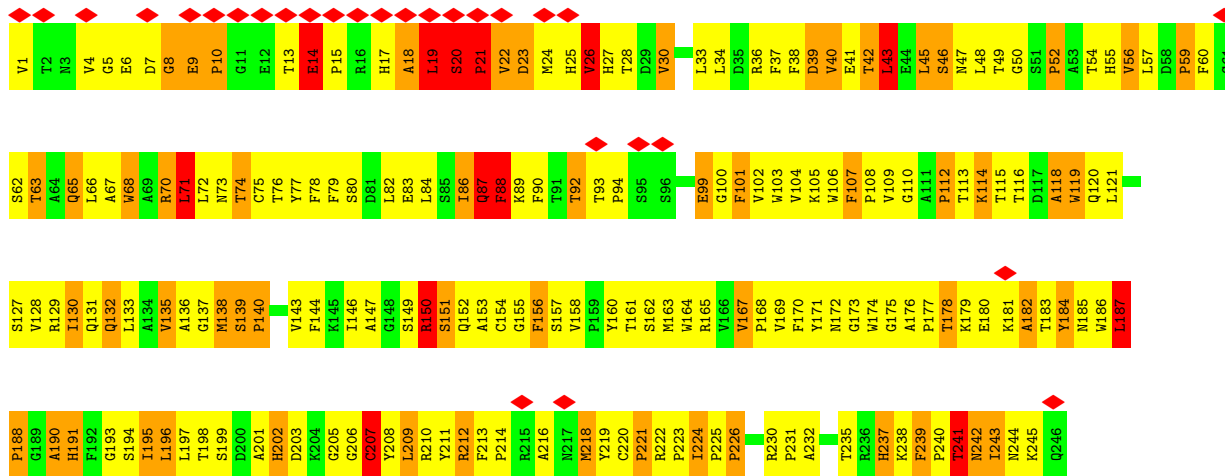 V1 T2 N3 V4 G5 E6 D7 G8 E9 P10 G11 E12 T13 E14 P15 R16 H17 A18 L19 S20 P21 V22 D23 M24 H25 V26 H27 T28 D29 V30 L33 L34 D35 R36 F37 F38 D39 V40 E41 T42 L43 E44 L45 S46 N47 L48 T49 G50 S51 P52 A53 T54 H55 V56 L57 D58 P59 F60
S62 T63 A64 Q65 L66 A67 W68 A69 R70 L71 L72 N73 T74 C75 T76 Y77 F78 F79 S80 D81 L82 E83 L84 S85 I86 Q87 F88 K89 F90 T91 T92 T93 P94 S95 S96 E99 G100 F101 V102 W103 V104 K105 W106 F107 P108 V109 G110 A111 P112 T113 K114 T115 T116 D117 A118 W119 Q120 L121
S127 V128 R129 I130 Q131 Q132 L133 A134 V135 A136 G137 M138 S139 P140 V143 F144 K145 I146 A147 G148 S149 R150 S151 Q152 A153 C154 G155 F156 S157 V158 P159 Y160 T161 S162 M163 W164 R165 V166 V167 P168 V169 F170 Y171 N172 G173 W174 G175 A176 P177 T178 K179 E180 K181 A182 T183 Y184 N185 W186 L187
P188 G189 A190 H191 F192 G193 S194 I195 L196 L197 T198 S199 D200 A201 H202 D203 K204 G205 G206 C207 Y208 L209 R210 Y211 R212 F213 P214 R215 A216 N217 M218 Y219 C220 P221 R222 P223 I224 P225 P226 R230 P231 A232 T235 R236 H237 K238 F239 P240 T241 N242 I243 N244 K245 Q246